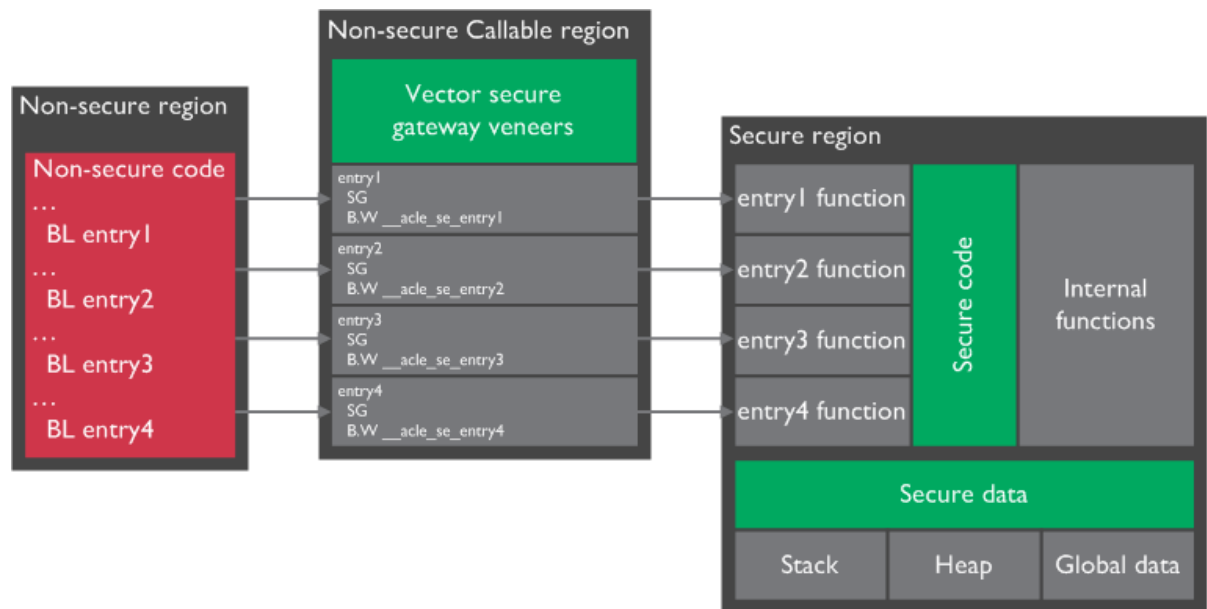 Non-secure region
Non-secure code
...
BL entry1
...
BL entry2
...
BL entry3
...
BL entry4
Non-secure Callable region
Vector secure
gateway veneers
entry1
SG
B.W __acle_se_entry1
entry2
SG
B.W __acle_se_entry2
entry3
SG
B.W __acle_se_entry3
entry4
SG
B.W __acle_se_entry4
Secure region
entry1 function
entry2 function
entry3 function
entry4 function
Secure code
Internal
functions
Secure data
Stack
Heap
Global data